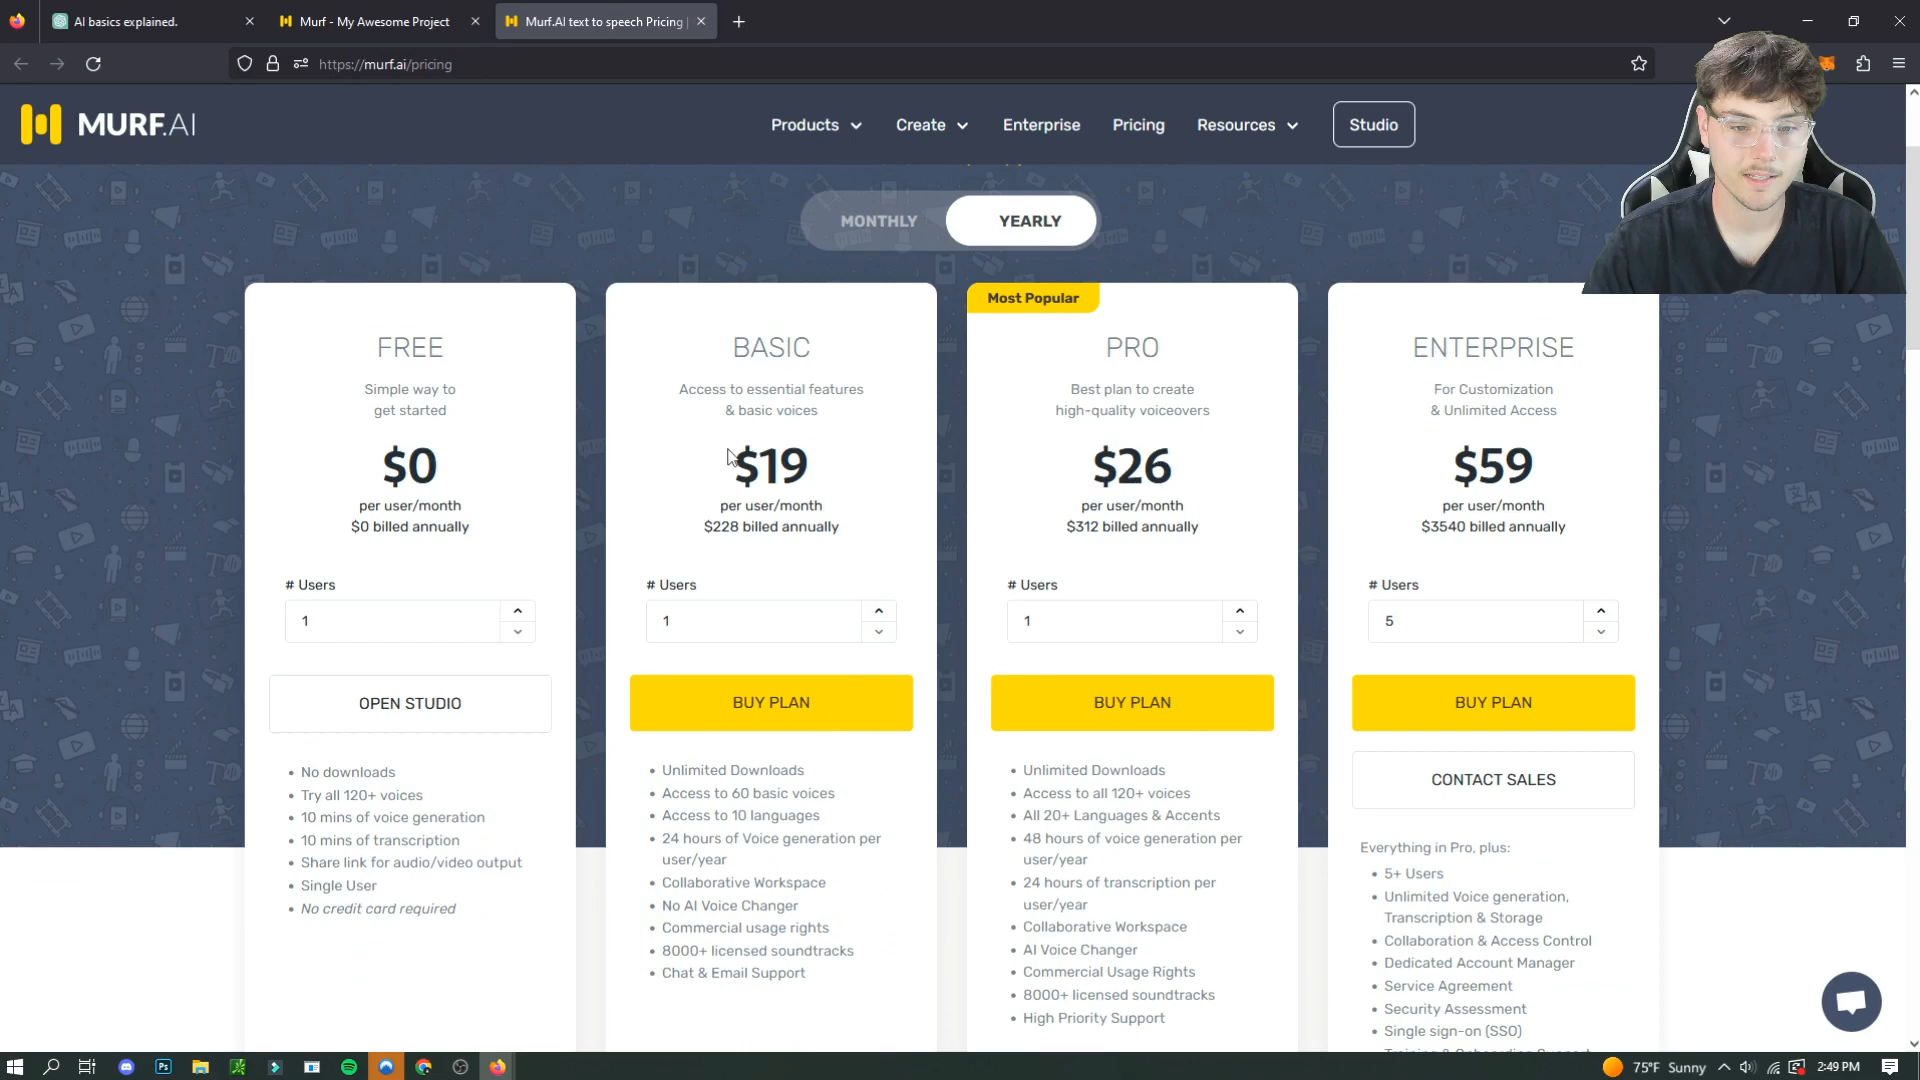 AI basics explained.
Murf - My Awesome Project
Murf.AI text to speech Pricing |
https://murf.ai/pricing
MURF.AI
Products
Create
Enterprise
Pricing
Resources
Studio
MONTHLY
YEARLY
FREE
Simple way to
get started
$0
per user/month
$0 billed annually
# Users
1
OPEN STUDIO
• No downloads
• Try all 120+ voices
• 10 mins of voice generation
• 10 mins of transcription
• Share link for audio/video output
• Single User
• No credit card required
BASIC
Access to essential features
& basic voices
$19
per user/month
$228 billed annually
# Users
1
BUY PLAN
• Unlimited Downloads
• Access to 60 basic voices
• Access to 10 languages
• 24 hours of Voice generation per
user/year
• Collaborative Workspace
• No AI Voice Changer
• Commercial usage rights
• 8000+ licensed soundtracks
• Chat & Email Support
Most Popular
PRO
Best plan to create
high-quality voiceovers
$26
per user/month
$312 billed annually
# Users
1
BUY PLAN
• Unlimited Downloads
• Access to all 120+ voices
• All 20+ Languages & Accents
• 48 hours of voice generation per
user/year
• 24 hours of transcription per
user/year
• Collaborative Workspace
• AI Voice Changer
• Commercial Usage Rights
• 8000+ licensed soundtracks
• High Priority Support
ENTERPRISE
For Customization
& Unlimited Access
$59
per user/month
$3540 billed annually
# Users
5
BUY PLAN
CONTACT SALES
Everything in Pro, plus:
• 5+ Users
• Unlimited Voice generation,
Transcription & Storage
• Collaboration & Access Control
• Dedicated Account Manager
• Service Agreement
• Security Assessment
• Single sign-on (SSO)
Ps
75°F Sunny
2:49 PM